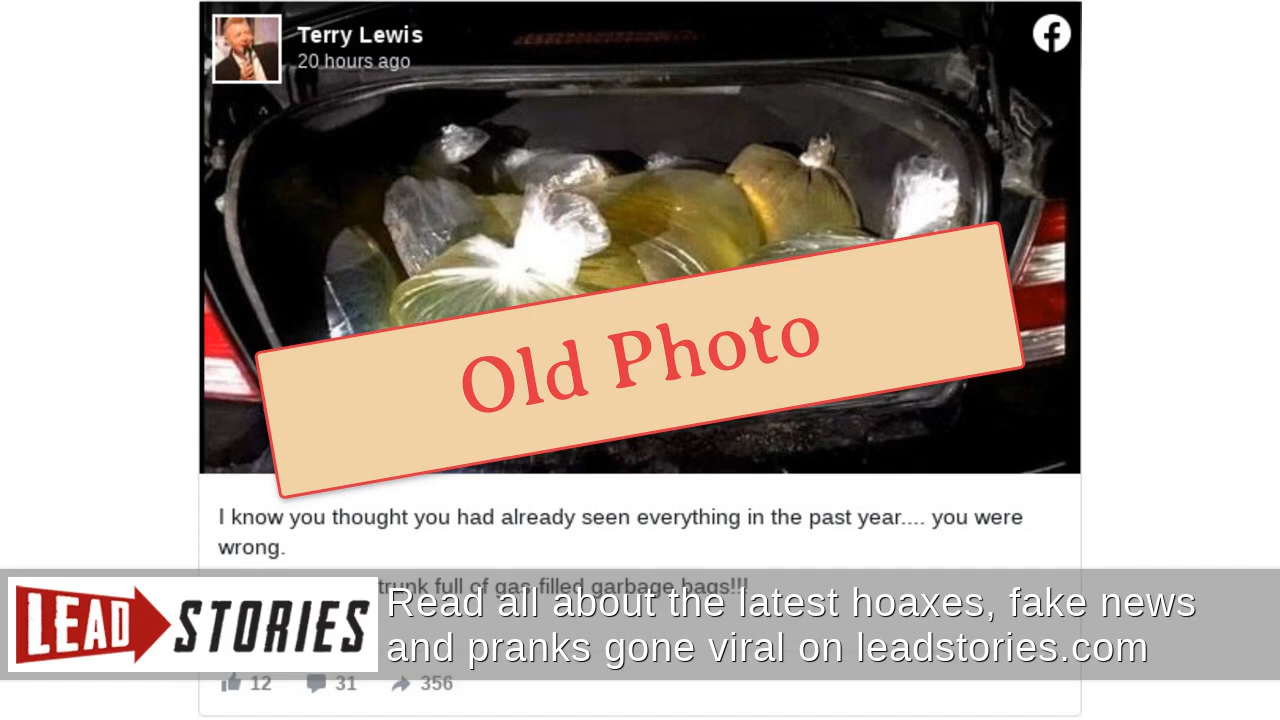 Terry Lewis
20 hours ago
Old Photo
I know you thought you had already seen everything in the past year.... you were
wrong.
trunk full of gas filled garbage bags!!!
LEAD STORIES
Read all about the latest hoaxes, fake news
and pranks gone viral on leadstories.com
12 31 356